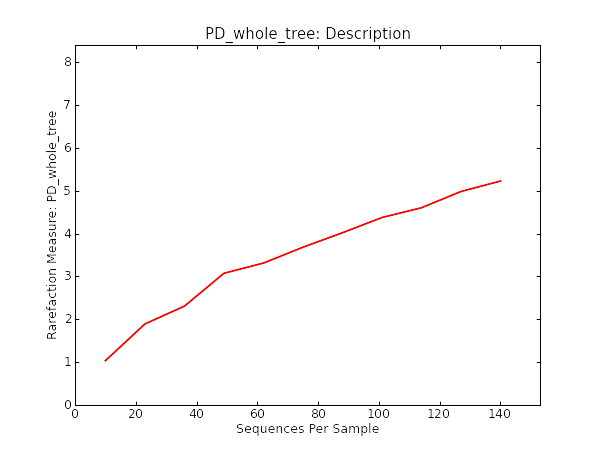 PD_whole_tree: Description
8
7
6
5
4
3
2
1
0
Rarefaction Measure: PD_whole_tree
0 20 40 60 80 100 120 140
Sequences Per Sample